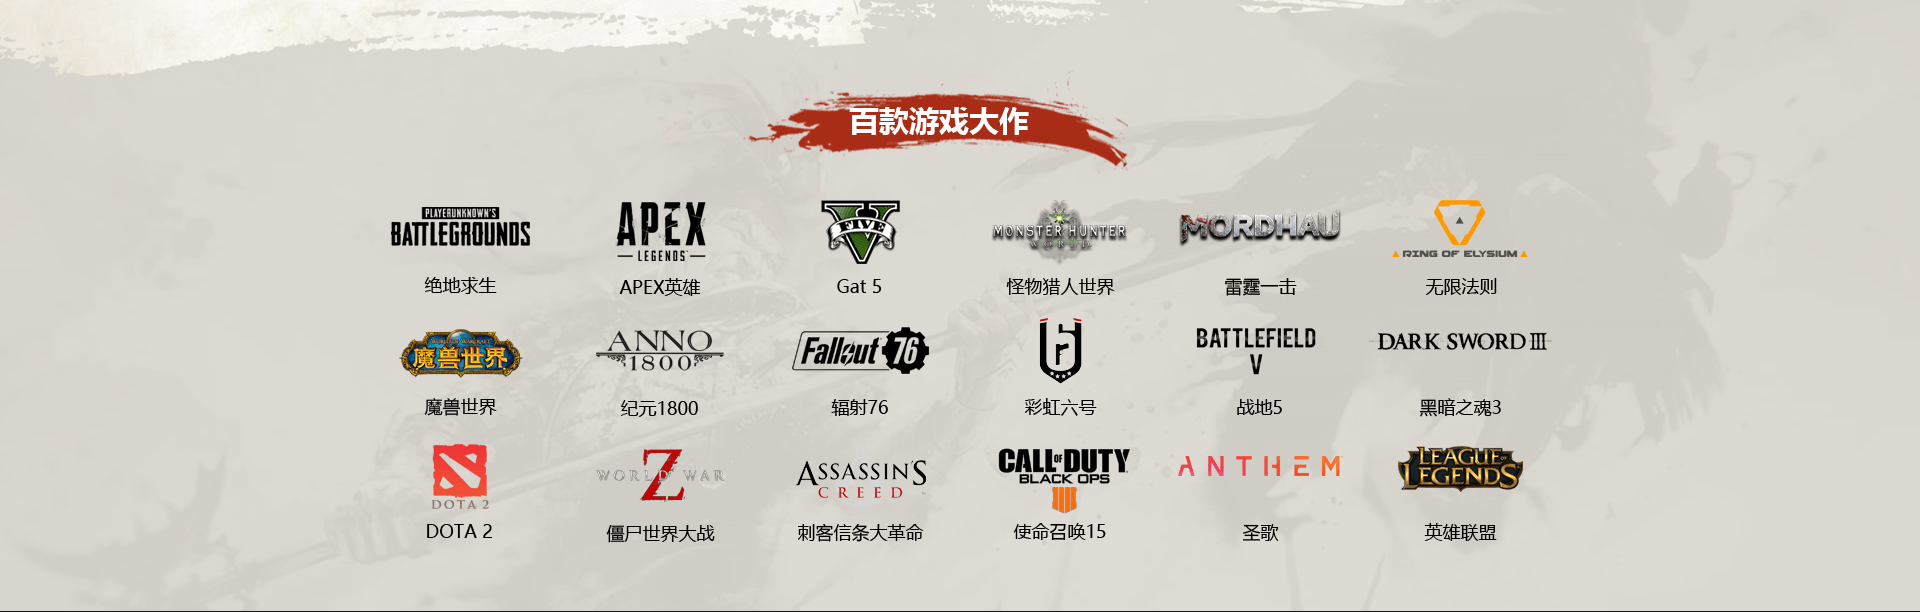 百款游戏大作
PLAYERUNKNOWN'S
BATTLEGROUNDS
绝地求生
APEX
LEGENDS
APEX英雄
FIVE
Gat 5
MONSTER HUNTER
WORLD
怪物猎人世界
MORDHAU
雷霆一击
RING OF ELYSIUM
无限法则
WORLD OF WARCRAFT
魔兽世界
魔兽世界
ANNO
1800
纪元1800
Fallout 76
辐射76
彩虹六号
BATTLEFIELD
V
战地5
DARK SWORD III
黑暗之魂3
DOTA 2
DOTA 2
WORLD WAR Z
僵尸世界大战
ASSASSIN'S
CREED
刺客信条大革命
CALL OF DUTY
BLACK OPS
IIII
使命召唤15
ANTHEM
圣歌
LEAGUE OF
LEGENDS
英雄联盟